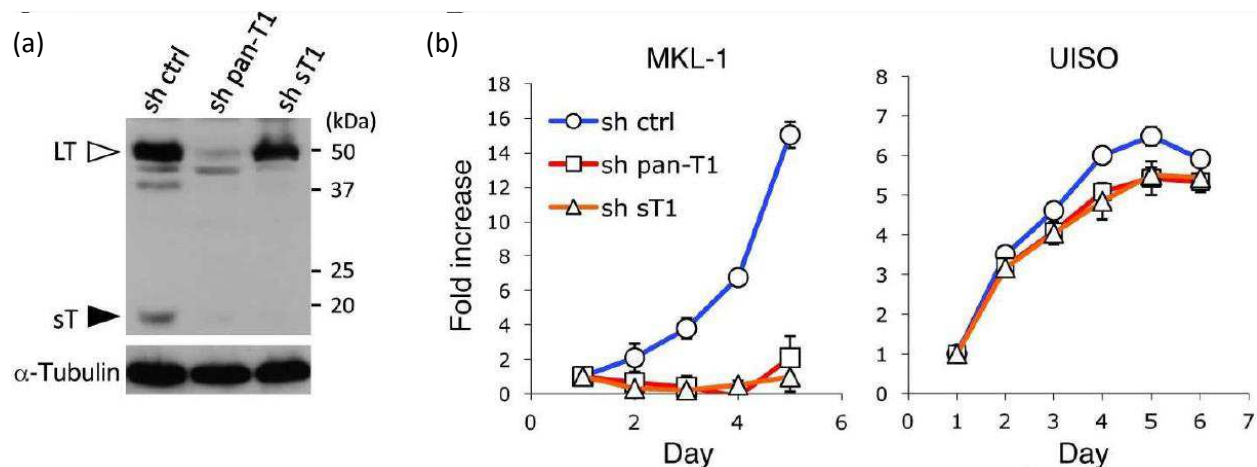 (a)
sh ctrl
sh pan-T1
sh sT1
(kDa)
LT
50
37
25
20
sT
α-Tubulin
(b)
MKL-1
Fold increase
18
16
14
12
10
8
6
4
2
0
sh ctrl
sh pan-T1
sh sT1
0 2 4 6
Day
UISO
8
7
6
5
4
3
2
1
0
0 1 2 3 4 5 6 7
Day